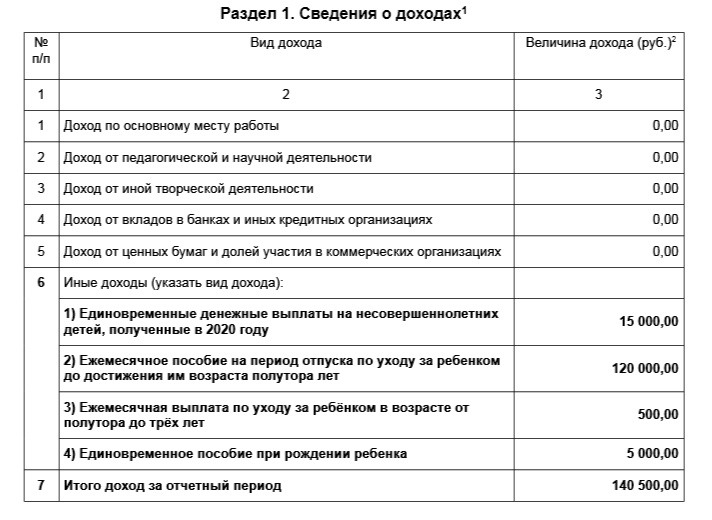 Раздел 1. Сведения о доходах¹
№ Вид дохода Величина дохода (руб.)²
п/п
1 2 3
1 Доход по основному месту работы 0,00
2 Доход от педагогической и научной деятельности 0,00
3 Доход от иной творческой деятельности 0,00
4 Доход от вкладов в банках и иных кредитных организациях 0,00
5 Доход от ценных бумаг и долей участия в коммерческих организациях 0,00
6 Иные доходы (указать вид дохода):
1) Единовременные денежные выплаты на несовершеннолетних
детей, полученные в 2020 году 15 000,00
2) Ежемесячное пособие на период отпуска по уходу за ребенком
до достижения им возраста полутора лет 120 000,00
3) Ежемесячная выплата по уходу за ребёнком в возрасте от
полутора до трёх лет 500,00
4) Единовременное пособие при рождении ребенка 5 000,00
7 Итого доход за отчетный период 140 500,00